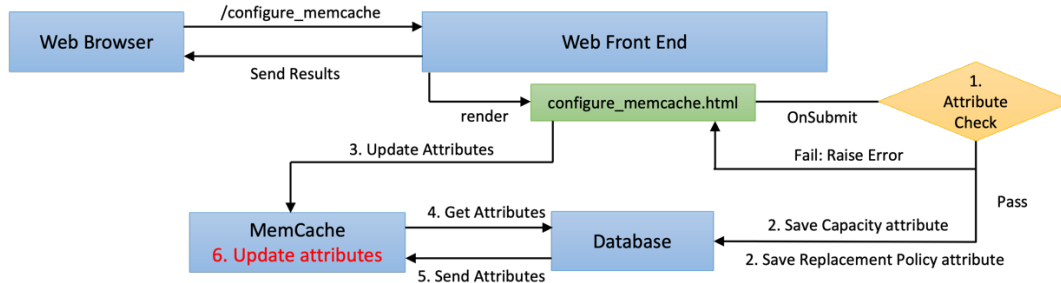 /configure_memcache
Web Browser
Web Front End
Send Results
render
configure_memcache.html
OnSubmit
1.
Attribute
Check
3. Update Attributes
Fail: Raise Error
Pass
MemCache
6. Update attributes
4. Get Attributes
5. Send Attributes
Database
2. Save Capacity attribute
2. Save Replacement Policy attribute